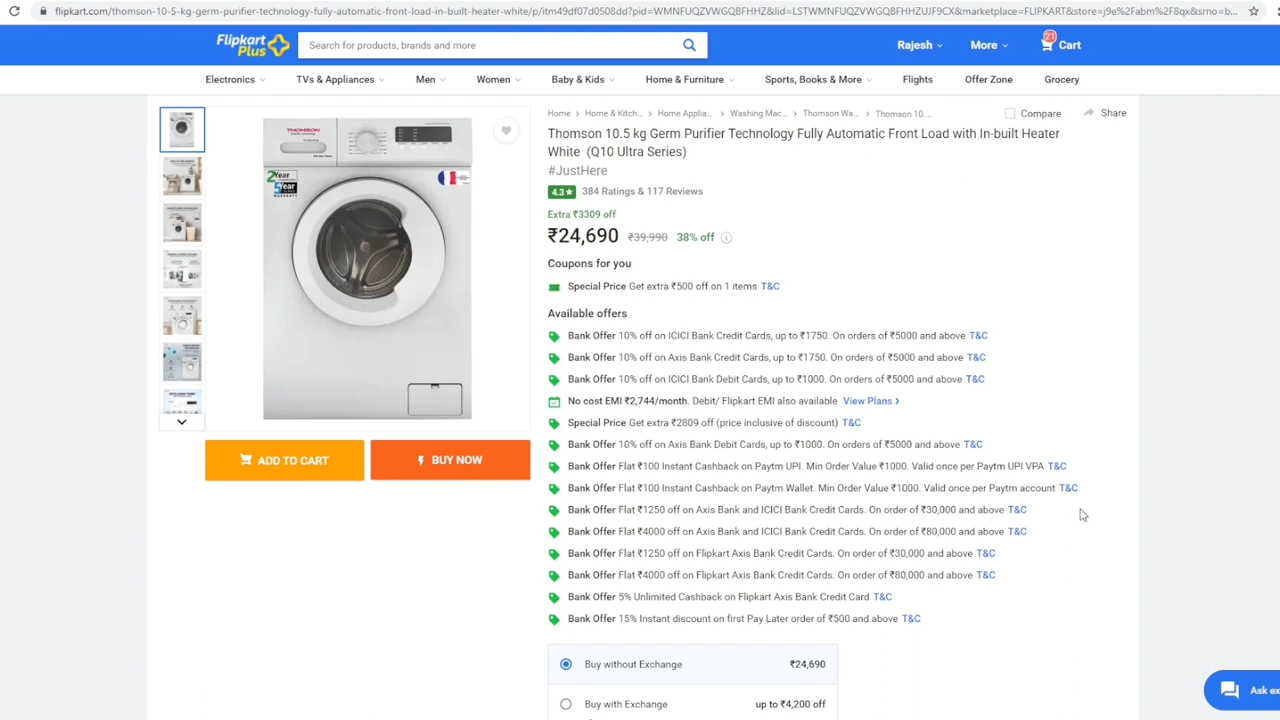 flipkart.com/thomson-10-5-kg-germ-purifier-technology-fully-automatic-front-load-in-built-heater-white/p/itm49df07d0508dd?pid=WMNFUQZVWGQBFHHZ&lid=LSTWMNFUQZVWGQBFHHZUJF9CX&marketplace=FLIPKART&store=j9e%2Fabm%2F8qx&srno=b...
Flipkart Plus
Search for products, brands and more
Rajesh
More
21
Cart
Electronics
TVs & Appliances
Men
Women
Baby & Kids
Home & Furniture
Sports, Books & More
Flights
Offer Zone
Grocery
THOMSON
2 Year
5 Year
WARRANTY
ADD TO CART
BUY NOW
Home > Home & Kitch... > Home Applia... > Washing Mac... > Thomson Wa... > Thomson 10....
Compare
Share
Thomson 10.5 kg Germ Purifier Technology Fully Automatic Front Load with In-built Heater
White (Q10 Ultra Series)
#JustHere
4.3★ 384 Ratings & 117 Reviews
Extra ₹3309 off
₹24,690 ₹39,990 38% off
Coupons for you
Special Price Get extra ₹500 off on 1 items T&C
Available offers
Bank Offer 10% off on ICICI Bank Credit Cards, up to ₹1750. On orders of ₹5000 and above T&C
Bank Offer 10% off on Axis Bank Credit Cards, up to ₹1750. On orders of ₹5000 and above T&C
Bank Offer 10% off on ICICI Bank Debit Cards, up to ₹1000. On orders of ₹5000 and above T&C
No cost EMI ₹2,744/month. Debit/ Flipkart EMI also available View Plans >
Special Price Get extra ₹2809 off (price inclusive of discount) T&C
Bank Offer 10% off on Axis Bank Debit Cards, up to ₹1000. On orders of ₹5000 and above T&C
Bank Offer Flat ₹100 Instant Cashback on Paytm UPI. Min Order Value ₹1000. Valid once per Paytm UPI VPA T&C
Bank Offer Flat ₹100 Instant Cashback on Paytm Wallet. Min Order Value ₹1000. Valid once per Paytm account T&C
Bank Offer Flat ₹1250 off on Axis Bank and ICICI Bank Credit Cards. On order of ₹30,000 and above T&C
Bank Offer Flat ₹4000 off on Axis Bank and ICICI Bank Credit Cards. On order of ₹80,000 and above T&C
Bank Offer Flat ₹1250 off on Flipkart Axis Bank Credit Cards. On order of ₹30,000 and above T&C
Bank Offer Flat ₹4000 off on Flipkart Axis Bank Credit Cards. On order of ₹80,000 and above T&C
Bank Offer 5% Unlimited Cashback on Flipkart Axis Bank Credit Card T&C
Bank Offer 15% Instant discount on first Pay Later order of ₹500 and above T&C
Buy without Exchange ₹24,690
Buy with Exchange up to ₹4,200 off
Ask ex